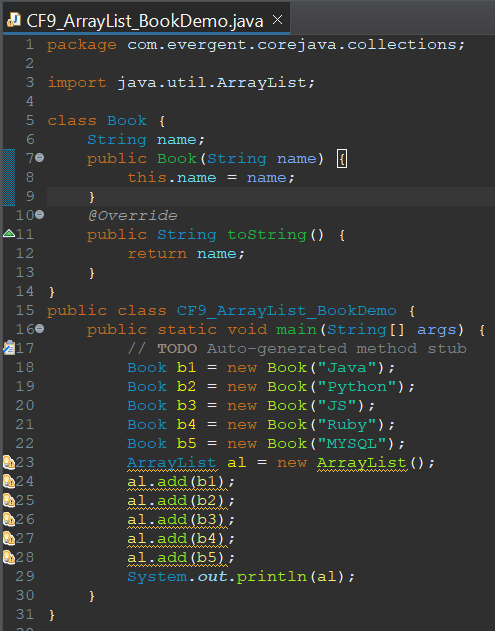 CF9_ArrayList_BookDemo.java
1 package com.evergent.corejava.collections;
2
3 import java.util.ArrayList;
4
5 class Book {
6     String name;
7     public Book(String name) {
8         this.name = name;
9     }
10     @Override
11     public String toString() {
12         return name;
13     }
14 }
15 public class CF9_ArrayList_BookDemo {
16     public static void main(String[] args) {
17         // TODO Auto-generated method stub
18         Book b1 = new Book("Java");
19         Book b2 = new Book("Python");
20         Book b3 = new Book("JS");
21         Book b4 = new Book("Ruby");
22         Book b5 = new Book("MYSQL");
23         ArrayList al = new ArrayList();
24         al.add(b1);
25         al.add(b2);
26         al.add(b3);
27         al.add(b4);
28         al.add(b5);
29         System.out.println(al);
30     }
31 }